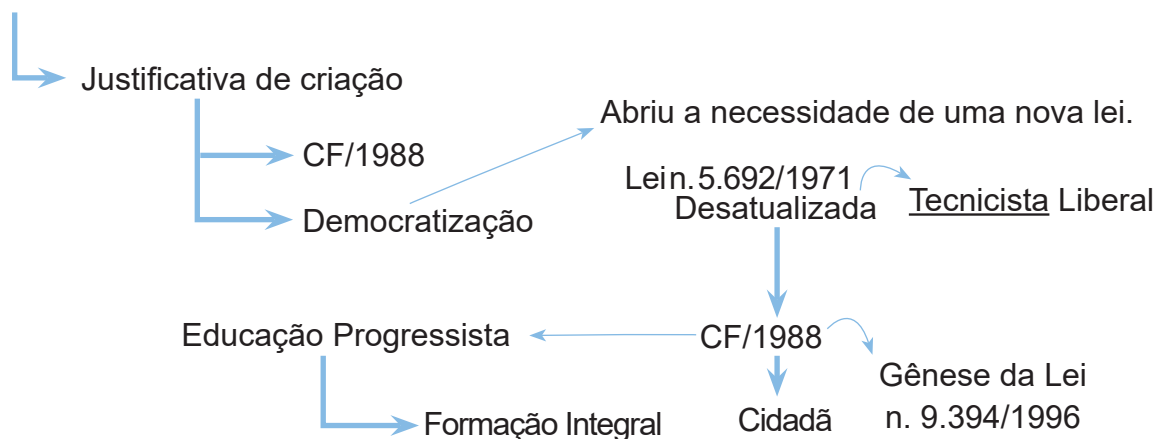 Justificativa de criação
Abriu a necessidade de uma nova lei.
CF/1988
Lei n. 5.692/1971
Desatualizada
Tecnicista Liberal
Democratização
Educação Progressista
CF/1988
Gênese da Lei
n. 9.394/1996
Formação Integral
Cidadã